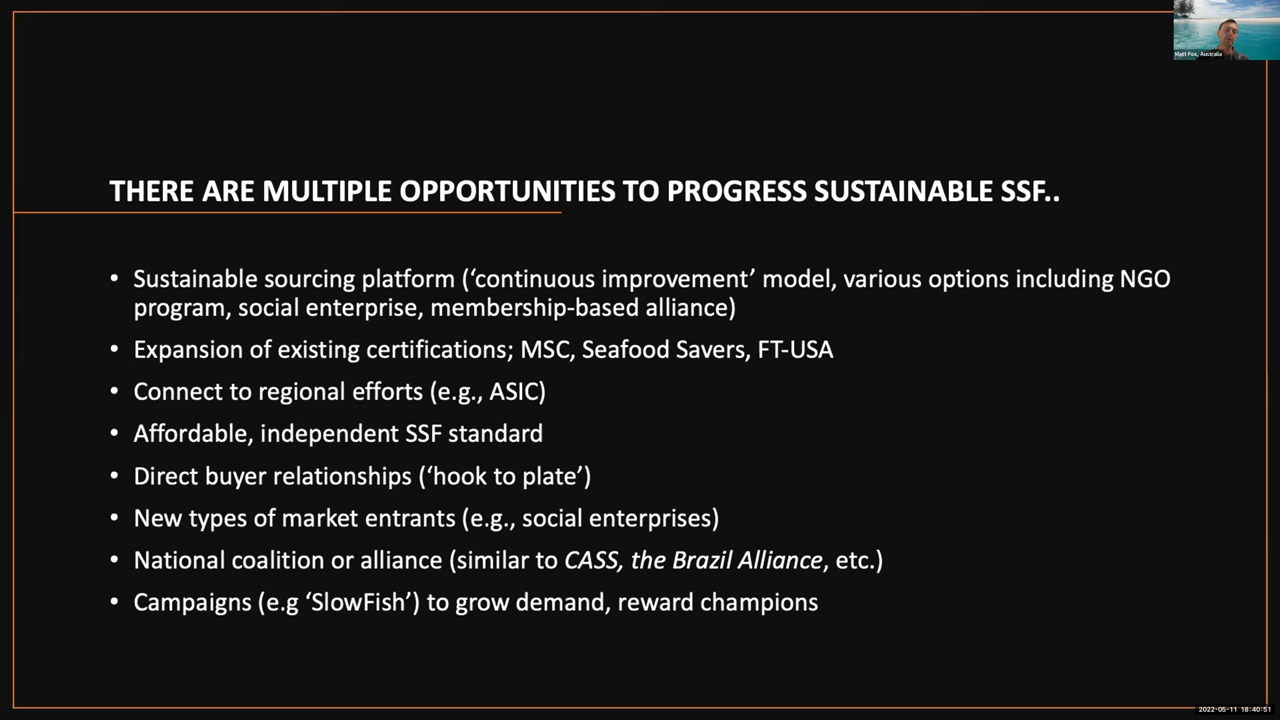 Matt Fox, Australia
THERE ARE MULTIPLE OPPORTUNITIES TO PROGRESS SUSTAINABLE SSF..
• Sustainable sourcing platform (‘continuous improvement’ model, various options including NGO
program, social enterprise, membership-based alliance)
• Expansion of existing certifications; MSC, Seafood Savers, FT-USA
• Connect to regional efforts (e.g., ASIC)
• Affordable, independent SSF standard
• Direct buyer relationships (‘hook to plate’)
• New types of market entrants (e.g., social enterprises)
• National coalition or alliance (similar to CASS, the Brazil Alliance, etc.)
• Campaigns (e.g ‘SlowFish’) to grow demand, reward champions
2022-05-11 18:40:51